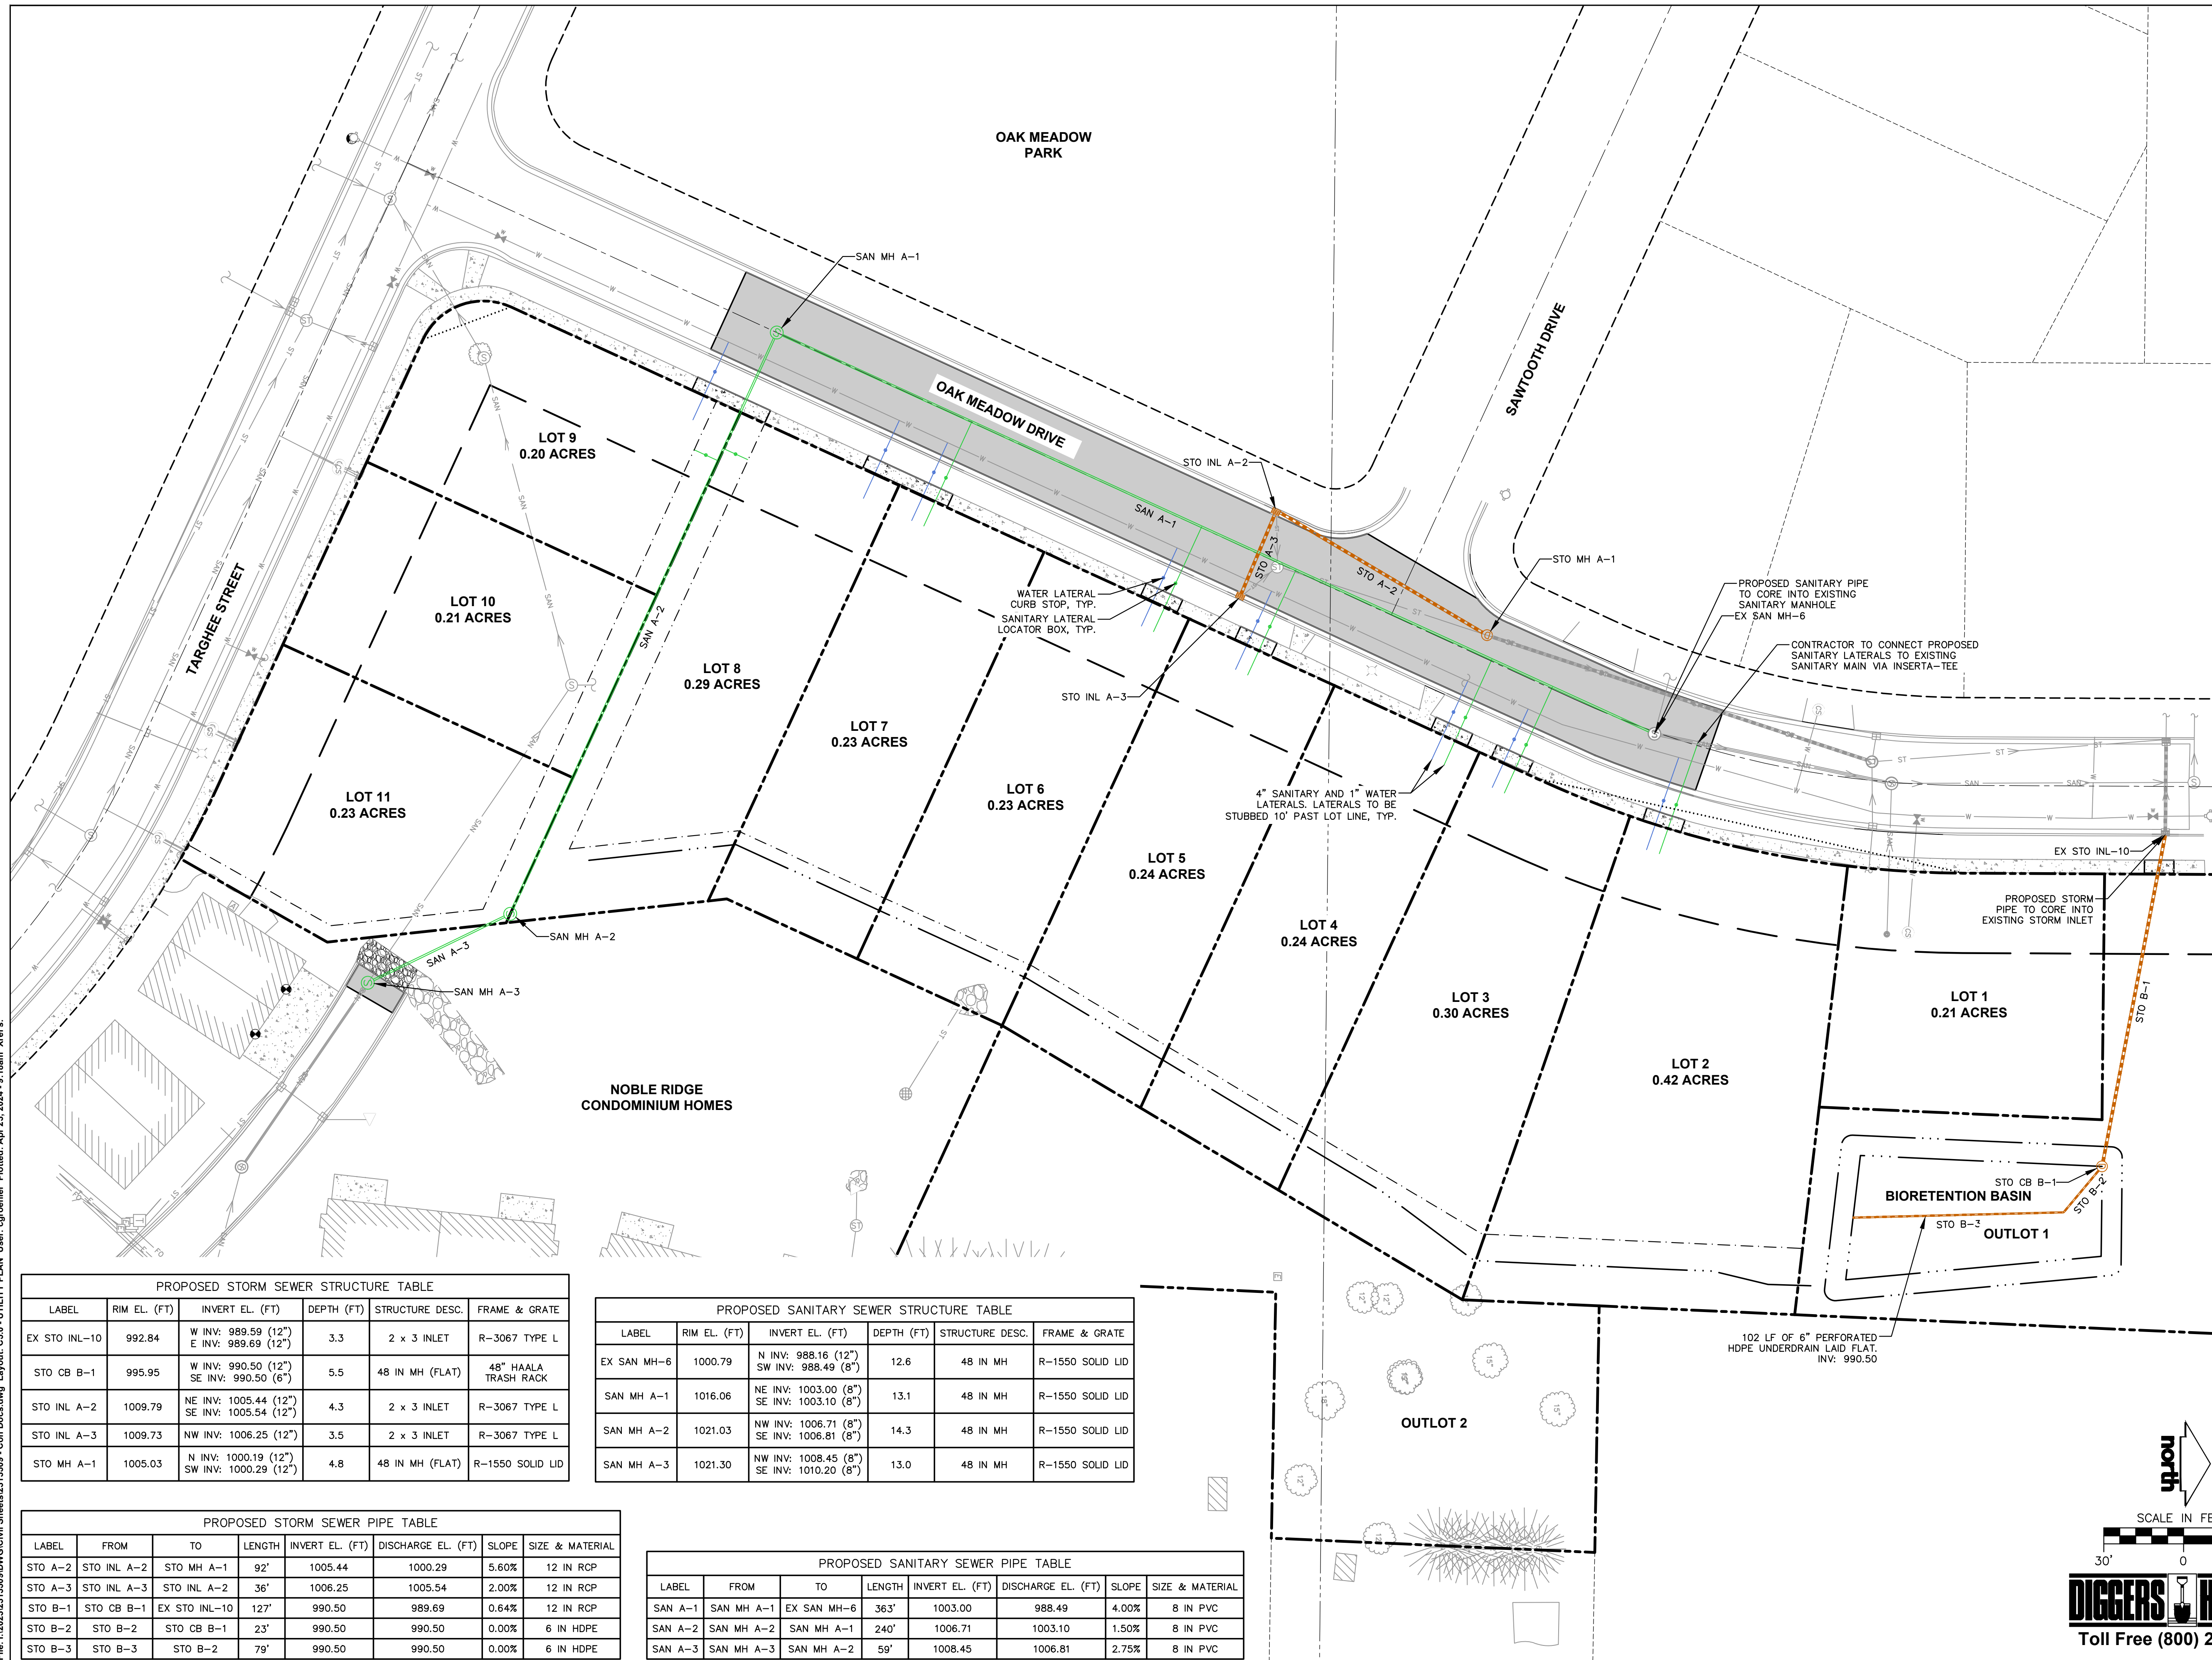 OAK MEADOW
PARK
SAN MH A-1
OAK MEADOW DRIVE
SAWTOOTH DRIVE
TARGHEE STREET
STO INL A-2
STO A-3
STO A-2
SAN A-1
SAN A-2
STO MH A-1
PROPOSED SANITARY PIPE
TO CORE INTO EXISTING
SANITARY MANHOLE
EX SAN MH-6
CONTRACTOR TO CONNECT PROPOSED
SANITARY LATERALS TO EXISTING
SANITARY MAIN VIA INSERTA-TEE
WATER LATERAL
CURB STOP, TYP.
SANITARY LATERAL
LOCATOR BOX, TYP.
STO INL A-3
4" SANITARY AND 1" WATER
LATERALS. LATERALS TO BE
STUBBED 10' PAST LOT LINE, TYP.
LOT 9
0.20 ACRES
LOT 10
0.21 ACRES
LOT 11
0.23 ACRES
LOT 8
0.29 ACRES
LOT 7
0.23 ACRES
LOT 6
0.23 ACRES
LOT 5
0.24 ACRES
LOT 4
0.24 ACRES
LOT 3
0.30 ACRES
LOT 2
0.42 ACRES
LOT 1
0.21 ACRES
EX STO INL-10
PROPOSED STORM
PIPE TO CORE INTO
EXISTING STORM INLET
STO B-1
SAN MH A-2
SAN A-3
SAN MH A-3
NOBLE RIDGE
CONDOMINIUM HOMES
STO CB B-1
STO B-2
BIORETENTION BASIN
STO B-3
OUTLOT 1
102 LF OF 6" PERFORATED
HDPE UNDERDRAIN LAID FLAT.
INV: 990.50
OUTLOT 2
PROPOSED STORM SEWER STRUCTURE TABLE
LABEL RIM EL. (FT) INVERT EL. (FT) DEPTH (FT) STRUCTURE DESC. FRAME & GRATE
EX STO INL-10 992.84 W INV: 989.59 (12") E INV: 989.69 (12") 3.3 2 x 3 INLET R-3067 TYPE L
STO CB B-1 995.95 W INV: 990.50 (12") SE INV: 990.50 (6") 5.5 48 IN MH (FLAT) 48" HAALA TRASH RACK
STO INL A-2 1009.79 NE INV: 1005.44 (12") SE INV: 1005.54 (12") 4.3 2 x 3 INLET R-3067 TYPE L
STO INL A-3 1009.73 NW INV: 1006.25 (12") 3.5 2 x 3 INLET R-3067 TYPE L
STO MH A-1 1005.03 N INV: 1000.19 (12") SW INV: 1000.29 (12") 4.8 48 IN MH (FLAT) R-1550 SOLID LID
PROPOSED SANITARY SEWER STRUCTURE TABLE
LABEL RIM EL. (FT) INVERT EL. (FT) DEPTH (FT) STRUCTURE DESC. FRAME & GRATE
EX SAN MH-6 1000.79 N INV: 988.16 (12") SW INV: 988.49 (8") 12.6 48 IN MH R-1550 SOLID LID
SAN MH A-1 1016.06 NE INV: 1003.00 (8") SE INV: 1003.10 (8") 13.1 48 IN MH R-1550 SOLID LID
SAN MH A-2 1021.03 NW INV: 1006.71 (8") SE INV: 1006.81 (8") 14.3 48 IN MH R-1550 SOLID LID
SAN MH A-3 1021.30 NW INV: 1008.45 (8") SE INV: 1010.20 (8") 13.0 48 IN MH R-1550 SOLID LID
PROPOSED STORM SEWER PIPE TABLE
LABEL FROM TO LENGTH INVERT EL. (FT) DISCHARGE EL. (FT) SLOPE SIZE & MATERIAL
STO A-2 STO INL A-2 STO MH A-1 92' 1005.44 1000.29 5.60% 12 IN RCP
STO A-3 STO INL A-3 STO INL A-2 36' 1006.25 1005.54 2.00% 12 IN RCP
STO B-1 STO CB B-1 EX STO INL-10 127' 990.50 989.69 0.64% 12 IN RCP
STO B-2 STO B-2 STO CB B-1 23' 990.50 990.50 0.00% 6 IN HDPE
STO B-3 STO B-3 STO B-2 79' 990.50 990.50 0.00% 6 IN HDPE
PROPOSED SANITARY SEWER PIPE TABLE
LABEL FROM TO LENGTH INVERT EL. (FT) DISCHARGE EL. (FT) SLOPE SIZE & MATERIAL
SAN A-1 SAN MH A-1 EX SAN MH-6 363' 1003.00 988.49 4.00% 8 IN PVC
SAN A-2 SAN MH A-2 SAN MH A-1 240' 1006.71 1003.10 1.50% 8 IN PVC
SAN A-3 SAN MH A-3 SAN MH A-2 59' 1008.45 1006.81 2.75% 8 IN PVC
north
SCALE IN FE
30' 0
DIGGERS H
Toll Free (800) 2